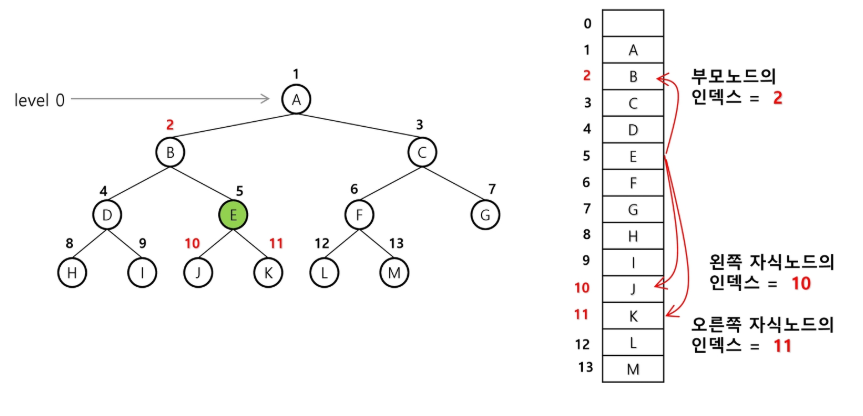 1
level 0
A
2
3
B
C
4
5
6
7
D
E
F
G
8
9
10
11
12
13
H
I
J
K
L
M
0
1 A
2 B
3 C
4 D
5 E
6 F
7 G
8 H
9 I
10 J
11 K
12 L
13 M
부모노드의
인덱스 = 2
왼쪽 자식노드의
인덱스 = 10
오른쪽 자식노드의
인덱스 = 11